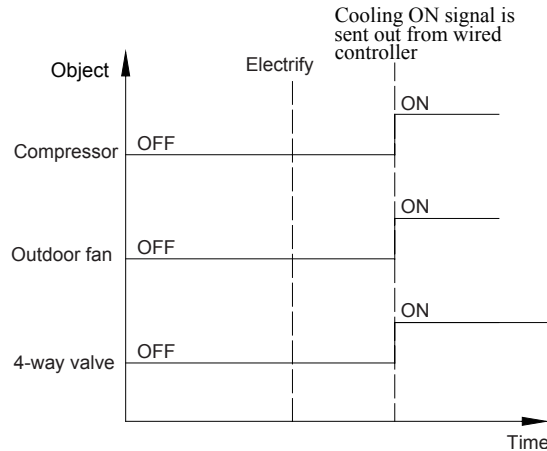 Cooling ON signal is
sent out from wired
controller
Electrify
Object
ON
OFF
Compressor
ON
OFF
Outdoor fan
ON
OFF
4-way valve
Time